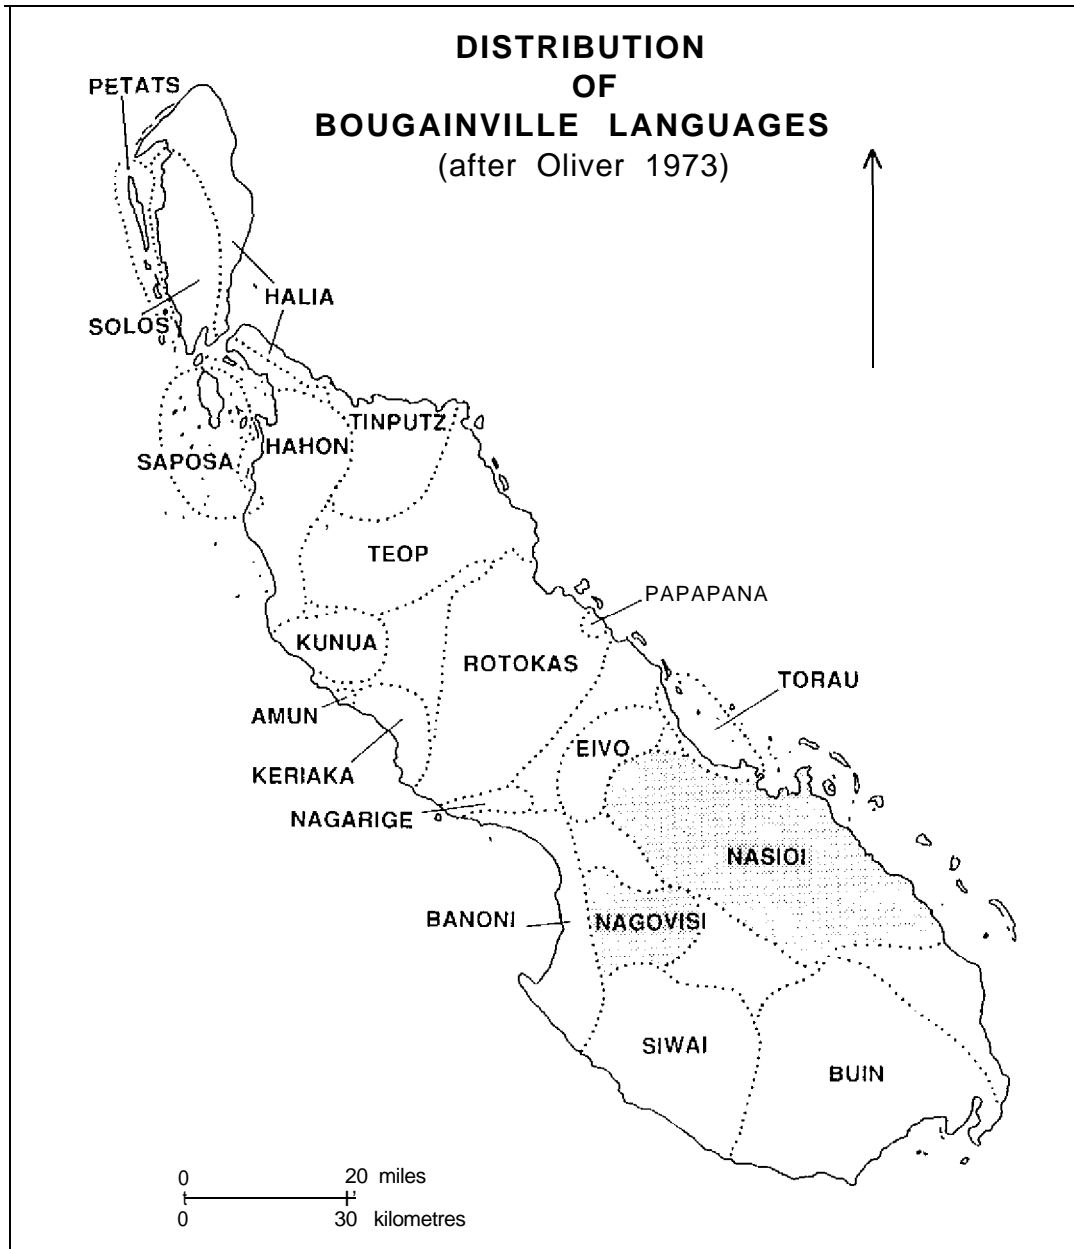 DISTRIBUTION
OF
BOUGAINVILLE LANGUAGES
(after Oliver 1973)
PETATS
HALIA
SOLOS
TINPUTZ
HAHON
SAPOSA
TEOP
PAPAPANA
KUNUA
ROTOKAS
TORAU
AMUN
EIVO
KERIAKA
NAGARIGE
NASIOI
BANONI
NAGOVISI
SIWAI
BUIN
0 20 miles
0 30 kilometres